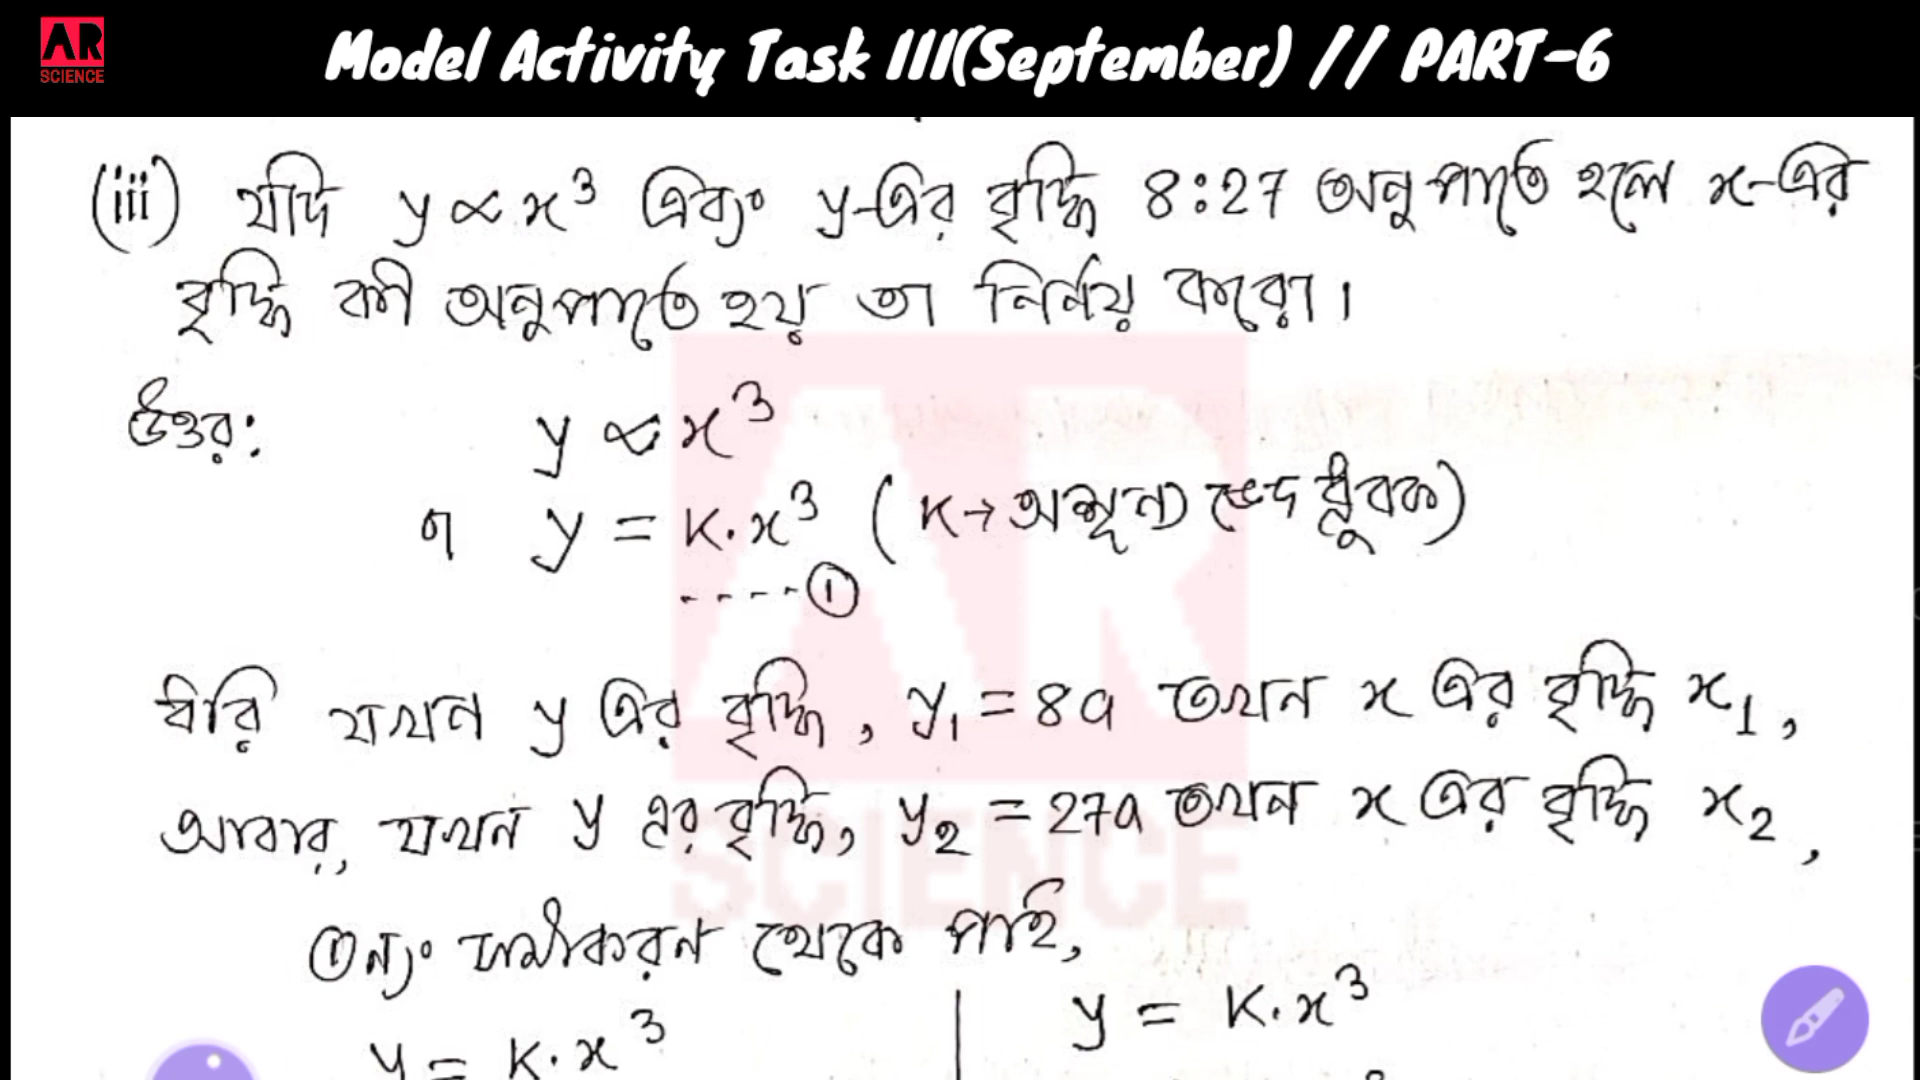 AR
SCIENCE
Model Activity Task III(September) // PART-6
(iii) যদি y ∝ x³ এবং y-এর বৃদ্ধি 8:27 অনুপাতে হলে x-এর
বৃদ্ধি কী অনুপাতে হয় তা নির্ণয় করো।
উত্তর: y ∝ x³
বা y = K.x³ (K→অশূন্য ভেদ ধ্রুবক)
----①
ধরি যখন y এর বৃদ্ধি, y₁ = 8a তখন x এর বৃদ্ধি x₁,
আবার, যখন y এর বৃদ্ধি, y₂ = 27a তখন x এর বৃদ্ধি x₂,
①নং সমীকরণ থেকে পাই,
y = K.x³ | y = K.x³
AR
SCIENCE